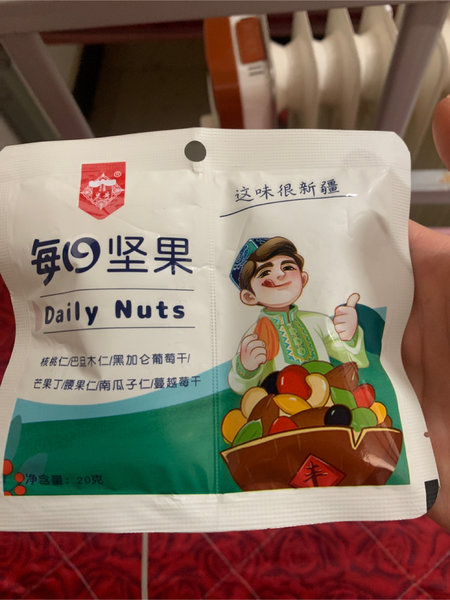 这味很新疆
每日坚果
Daily Nuts
核桃仁/巴旦木仁/黑加仑葡萄干/
芒果丁/腰果仁/南瓜子仁/蔓越莓干
净含量：20克
丰